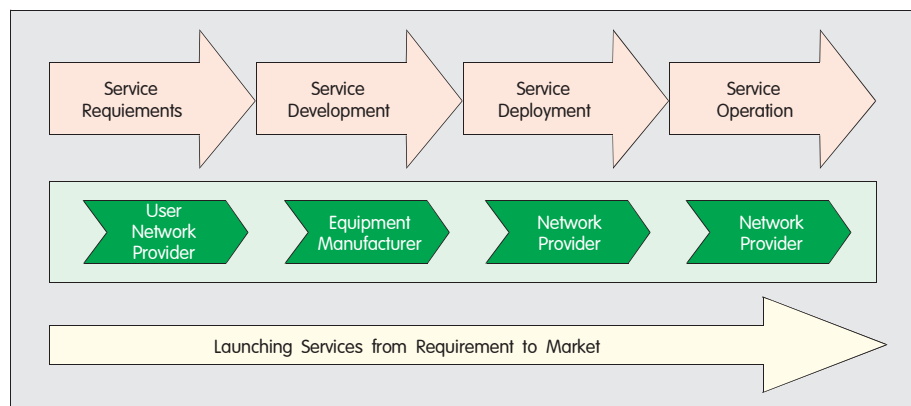 Service
Requiements
Service
Development
Service
Deployment
Service
Operation
User
Network
Provider
Equipment
Manufacturer
Network
Provider
Network
Provider
Launching Services from Requirement to Market